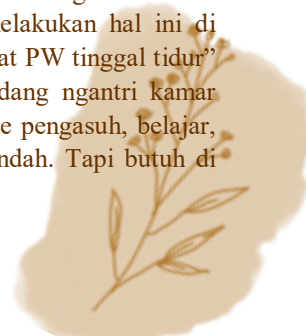 elakukan hal ini di
at PW tinggal tidur”
dang ngantri kamar
e pengasuh, belajar,
ndah. Tapi butuh di